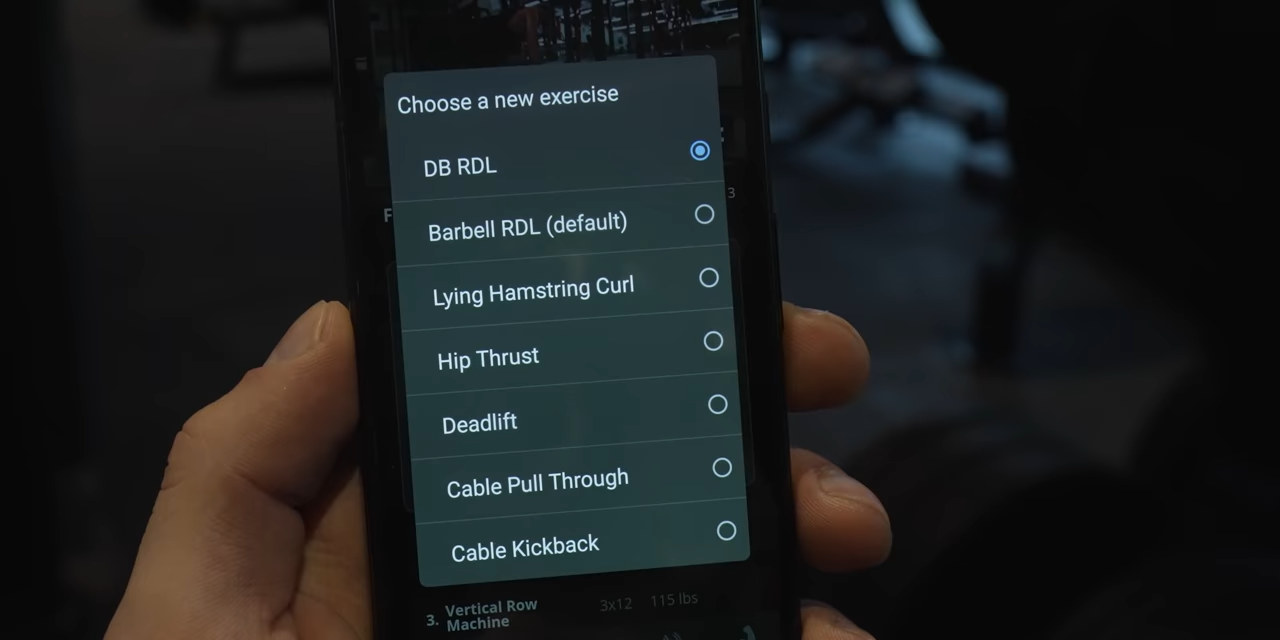 Choose a new exercise
DB RDL
3
F
Barbell RDL (default)
Lying Hamstring Curl
Hip Thrust
Deadlift
Cable Pull Through
Cable Kickback
3. Vertical Row 3x12 115 lbs
Machine